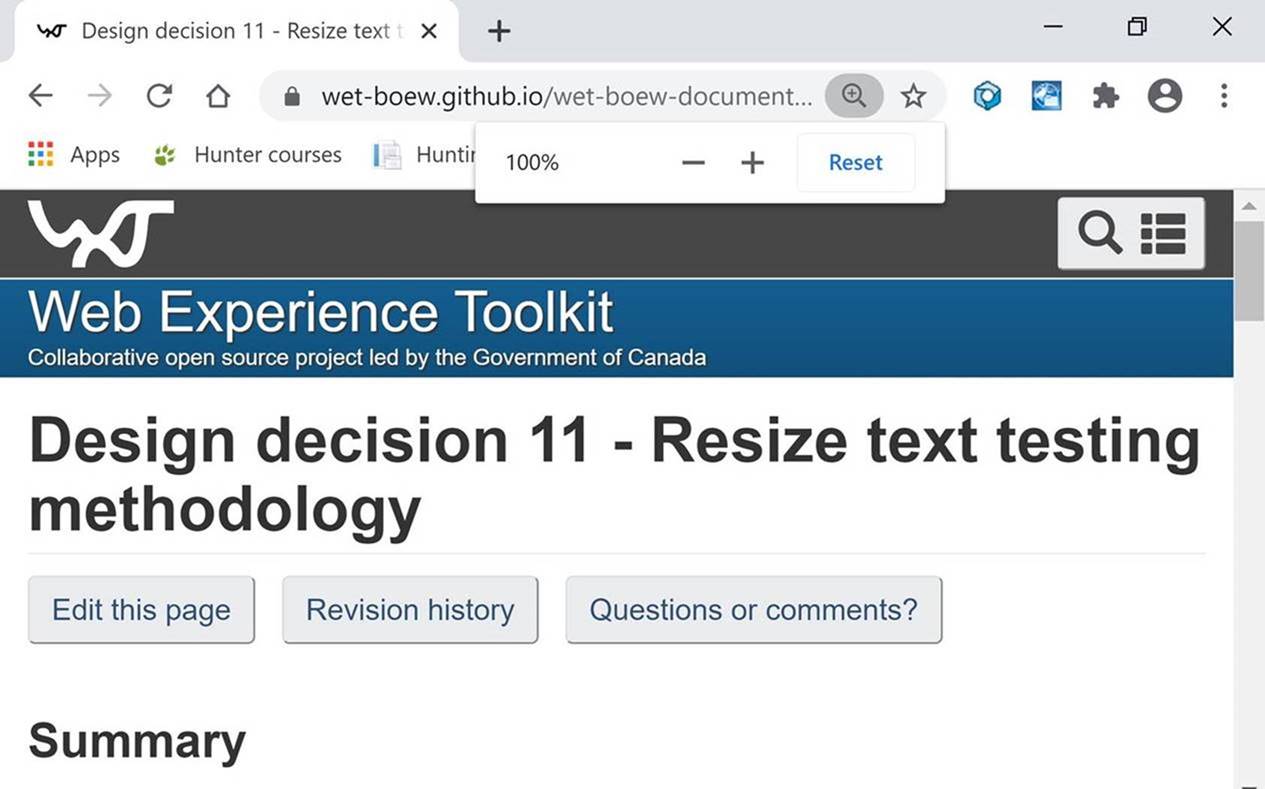 Design decision 11 - Resize text
wet-boew.github.io/wet-boew-document...
Apps Hunter courses
100% Reset
Web Experience Toolkit
Collaborative open source project led by the Government of Canada
Design decision 11 - Resize text testing
methodology
Edit this page Revision history Questions or comments?
Summary